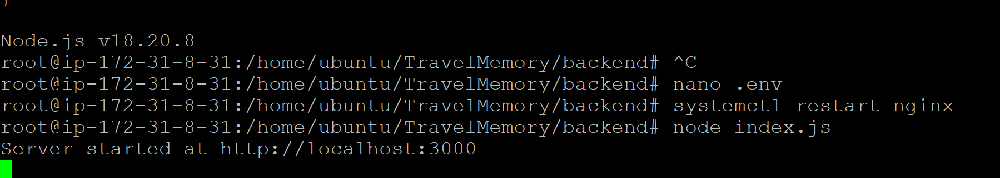 Node.js v18.20.8
root@ip-172-31-8-31:/home/ubuntu/TravelMemory/backend# ^C
root@ip-172-31-8-31:/home/ubuntu/TravelMemory/backend# nano .env
root@ip-172-31-8-31:/home/ubuntu/TravelMemory/backend# systemctl restart nginx
root@ip-172-31-8-31:/home/ubuntu/TravelMemory/backend# node index.js
Server started at http://localhost:3000